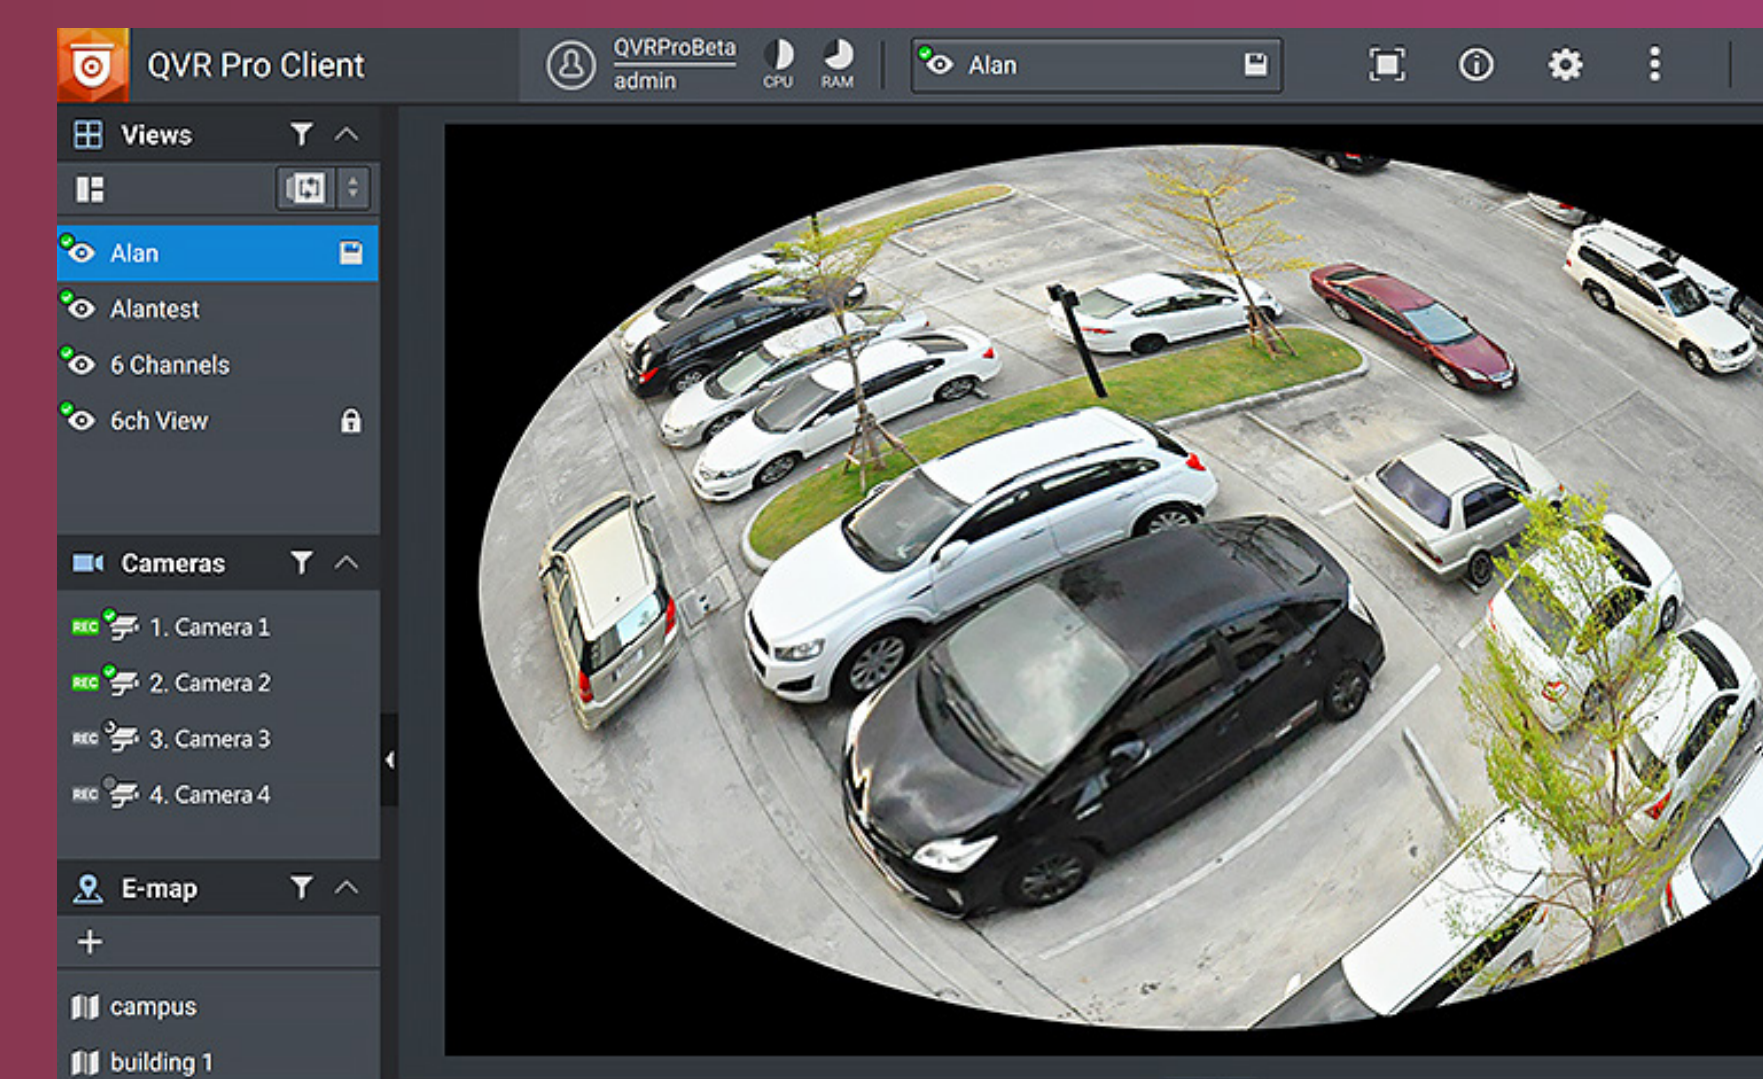 QVR Pro Client
QVRProBeta
admin
CPU
RAM
Alan
Views
Alan
Alantest
6 Channels
6ch View
Cameras
REC 1. Camera 1
REC 2. Camera 2
REC 3. Camera 3
REC 4. Camera 4
E-map
campus
building 1